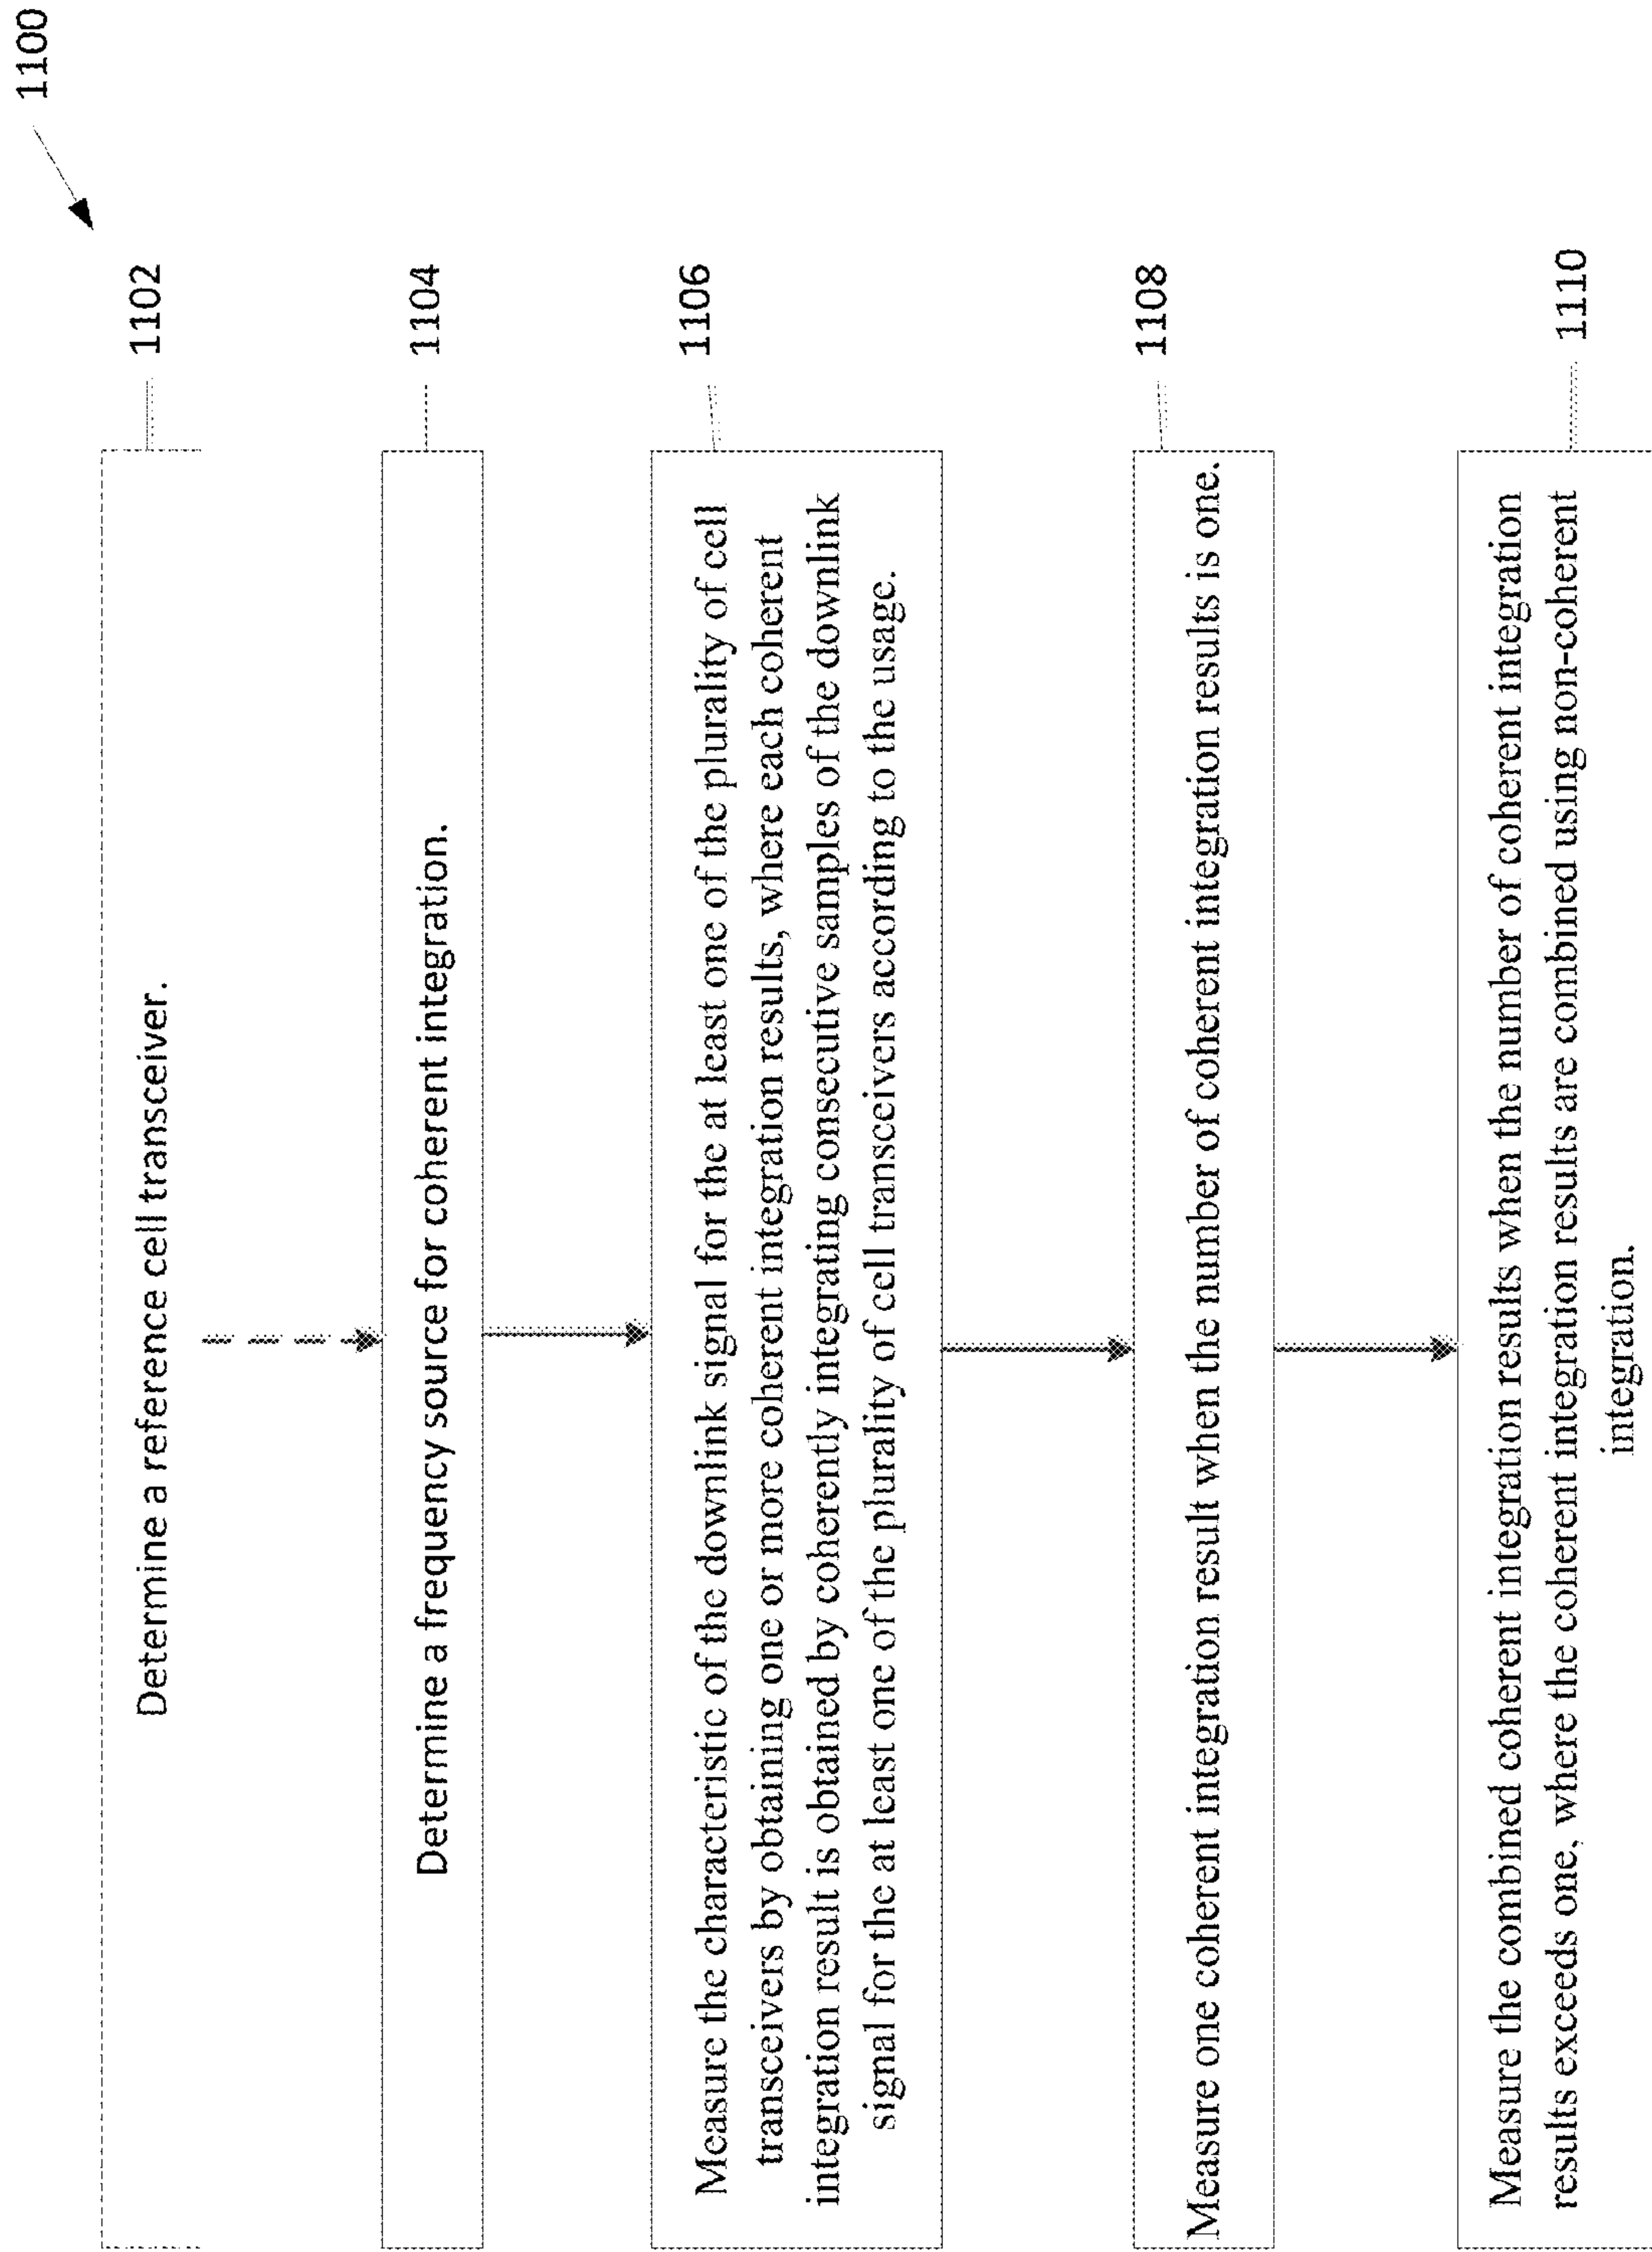 1100
Determine a reference cell transceiver.
1102
Determine a frequency source for coherent integration.
1104
Measure the characteristic of the downlink signal for the at least one of the plurality of cell
transceivers by obtaining one or more coherent integration results, where each coherent
integration result is obtained by coherently integrating consecutive samples of the downlink
signal for the at least one of the plurality of cell transceivers according to the usage.
1106
Measure one coherent integration result when the number of coherent integration results is one.
1108
Measure the combined coherent integration results when the number of coherent integration
results exceeds one, where the coherent integration results are combined using non-coherent
integration.
1110